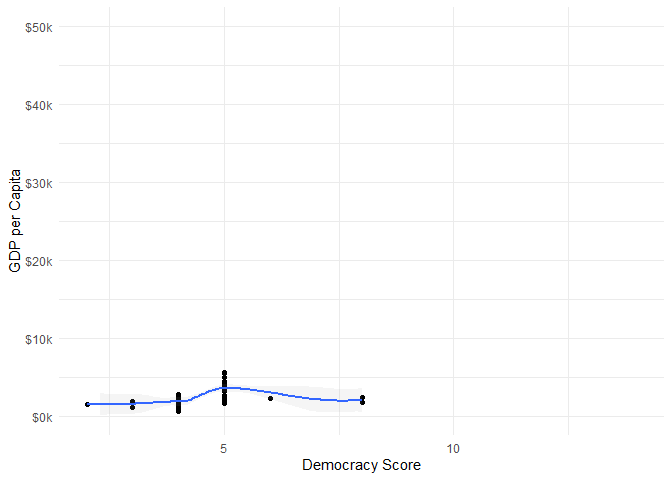 $50k
$40k
$30k
$20k
$10k
$0k
GDP per Capita
5
10
Democracy Score